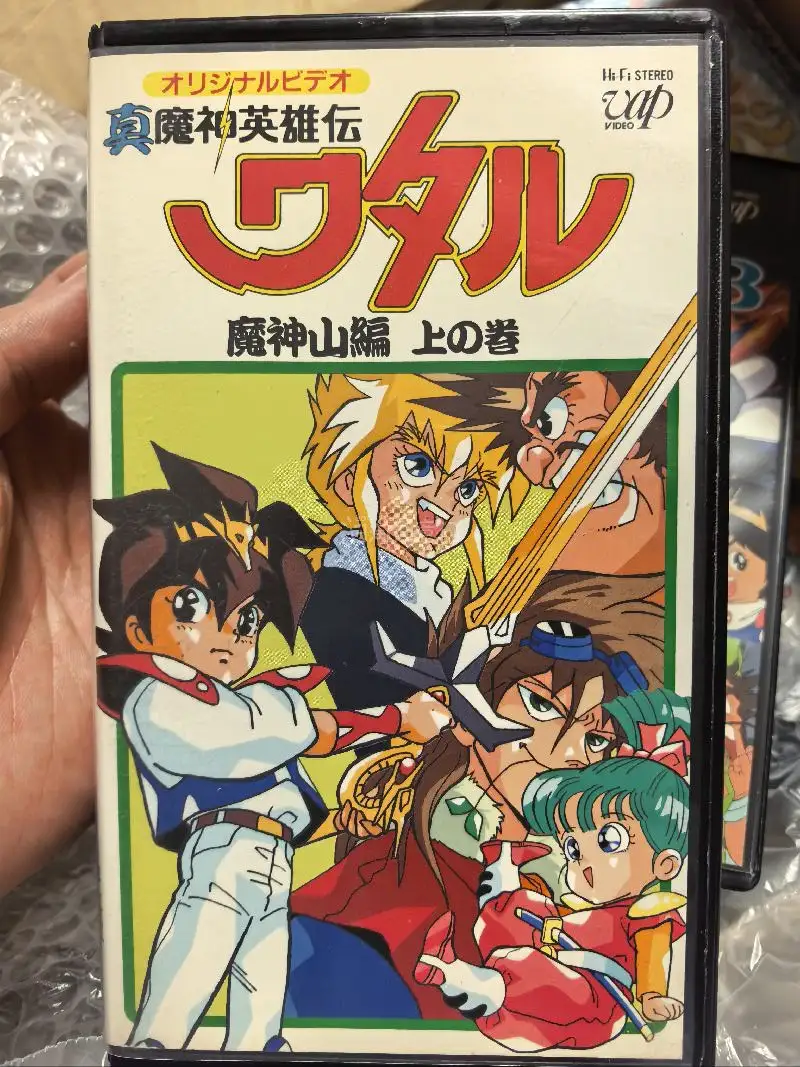 オリジナルビデオ
Hi-Fi STEREO
vap
VIDEO
真魔神英雄伝
ワタル
魔神山編 上の巻